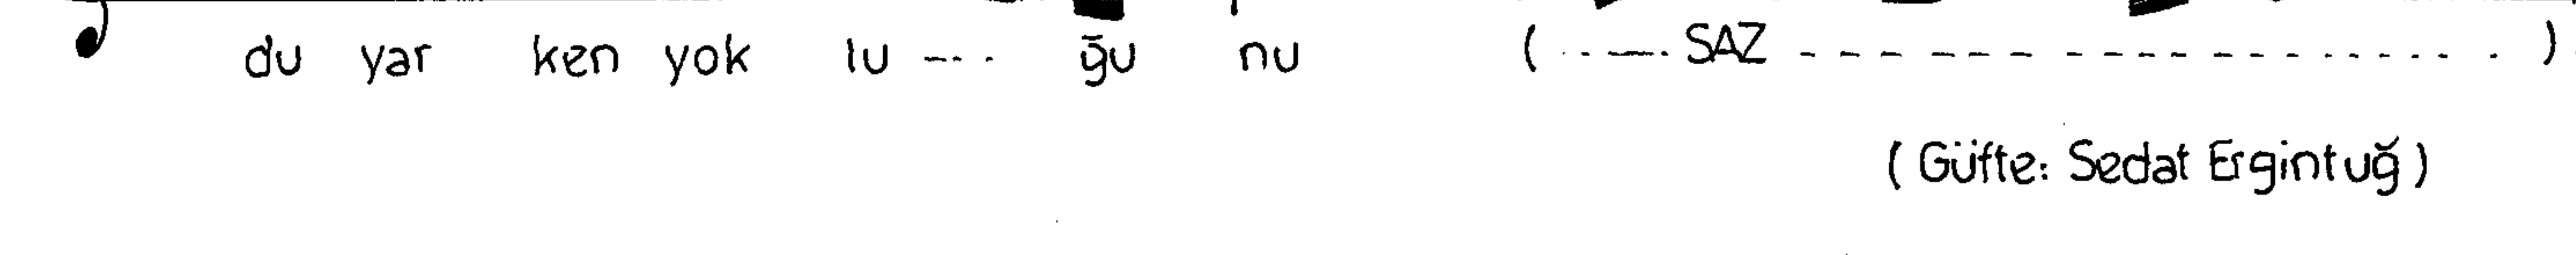 du yar ken yok lu --- . ğu nu ( . . ---- . SAZ - - - - - - - - - - - - - - - - - - . . )
( Güfte: Sedat Ergintuğ )